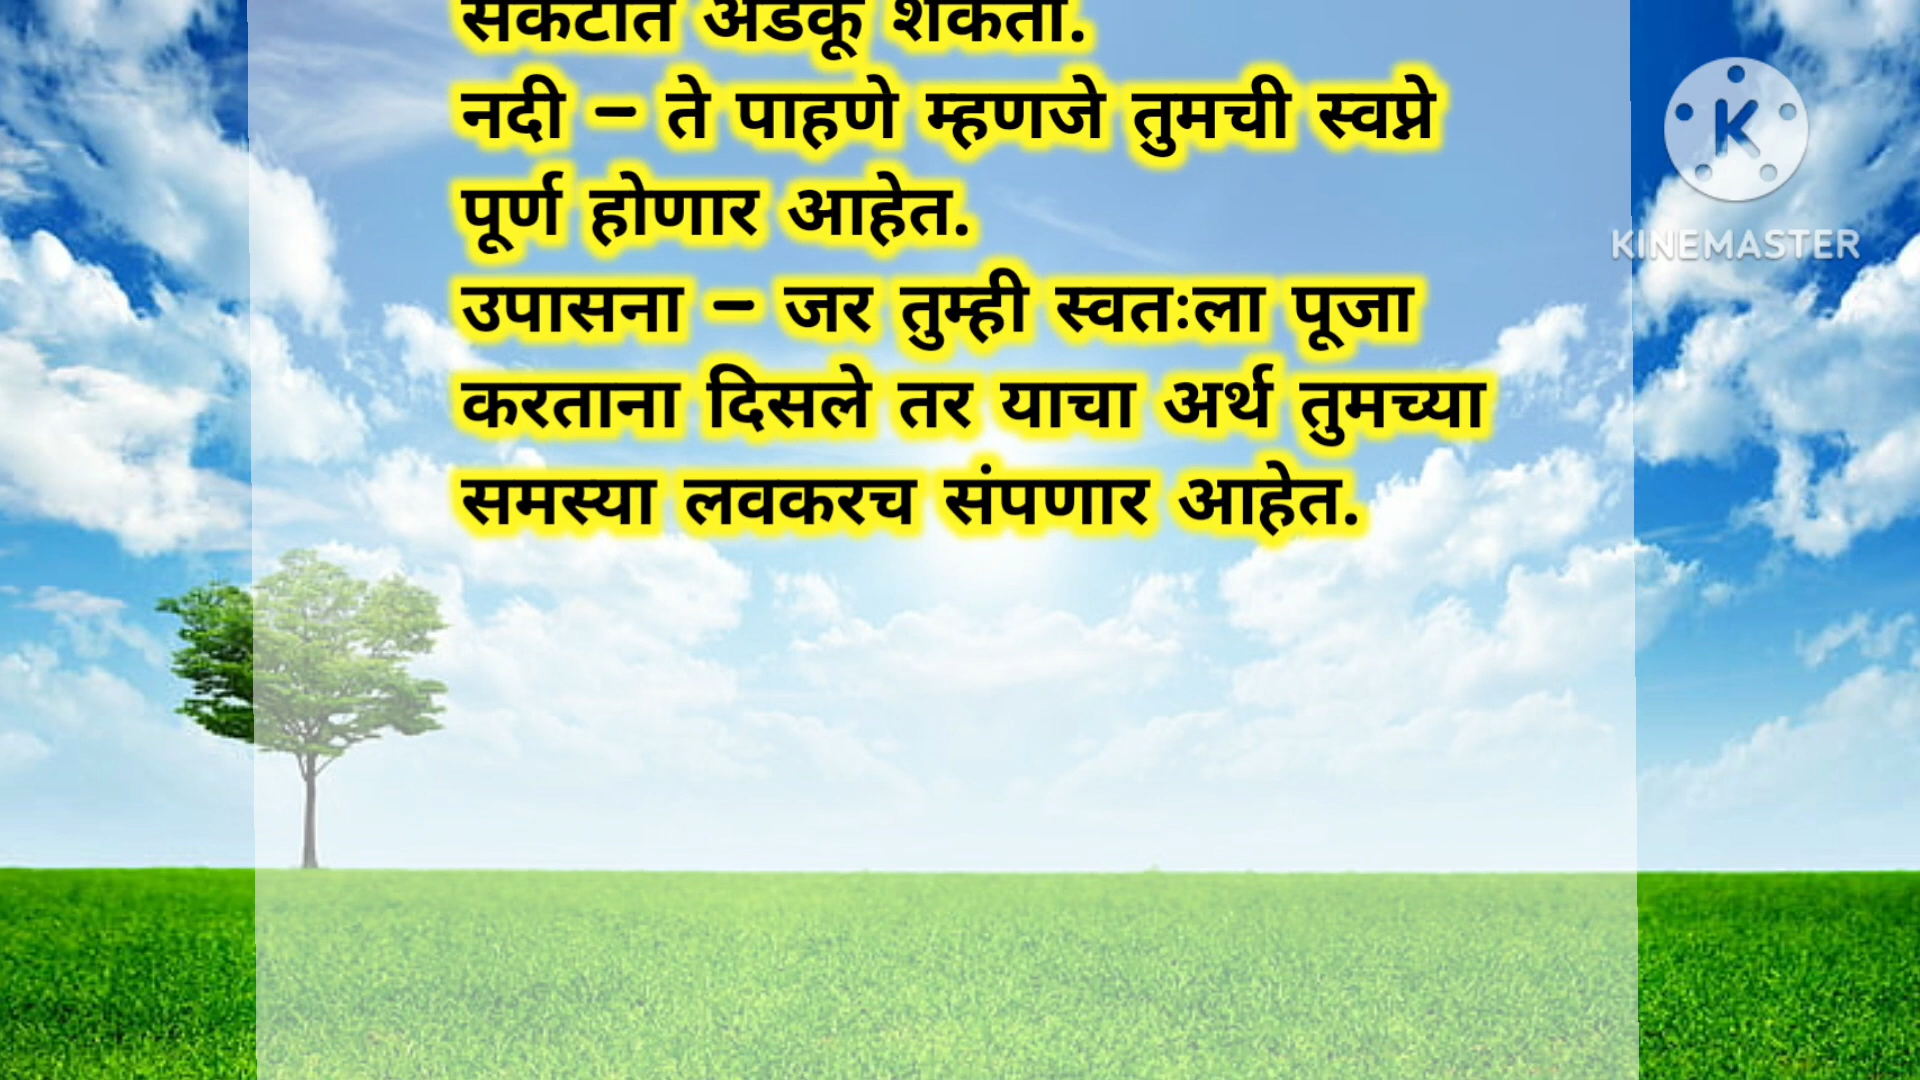 संकटात अडकू शकता.
नदी – ते पाहणे म्हणजे तुमची स्वप्ने
पूर्ण होणार आहेत.
उपासना – जर तुम्ही स्वतःला पूजा
करताना दिसले तर याचा अर्थ तुमच्या
समस्या लवकरच संपणार आहेत.
K
KINEMASTER